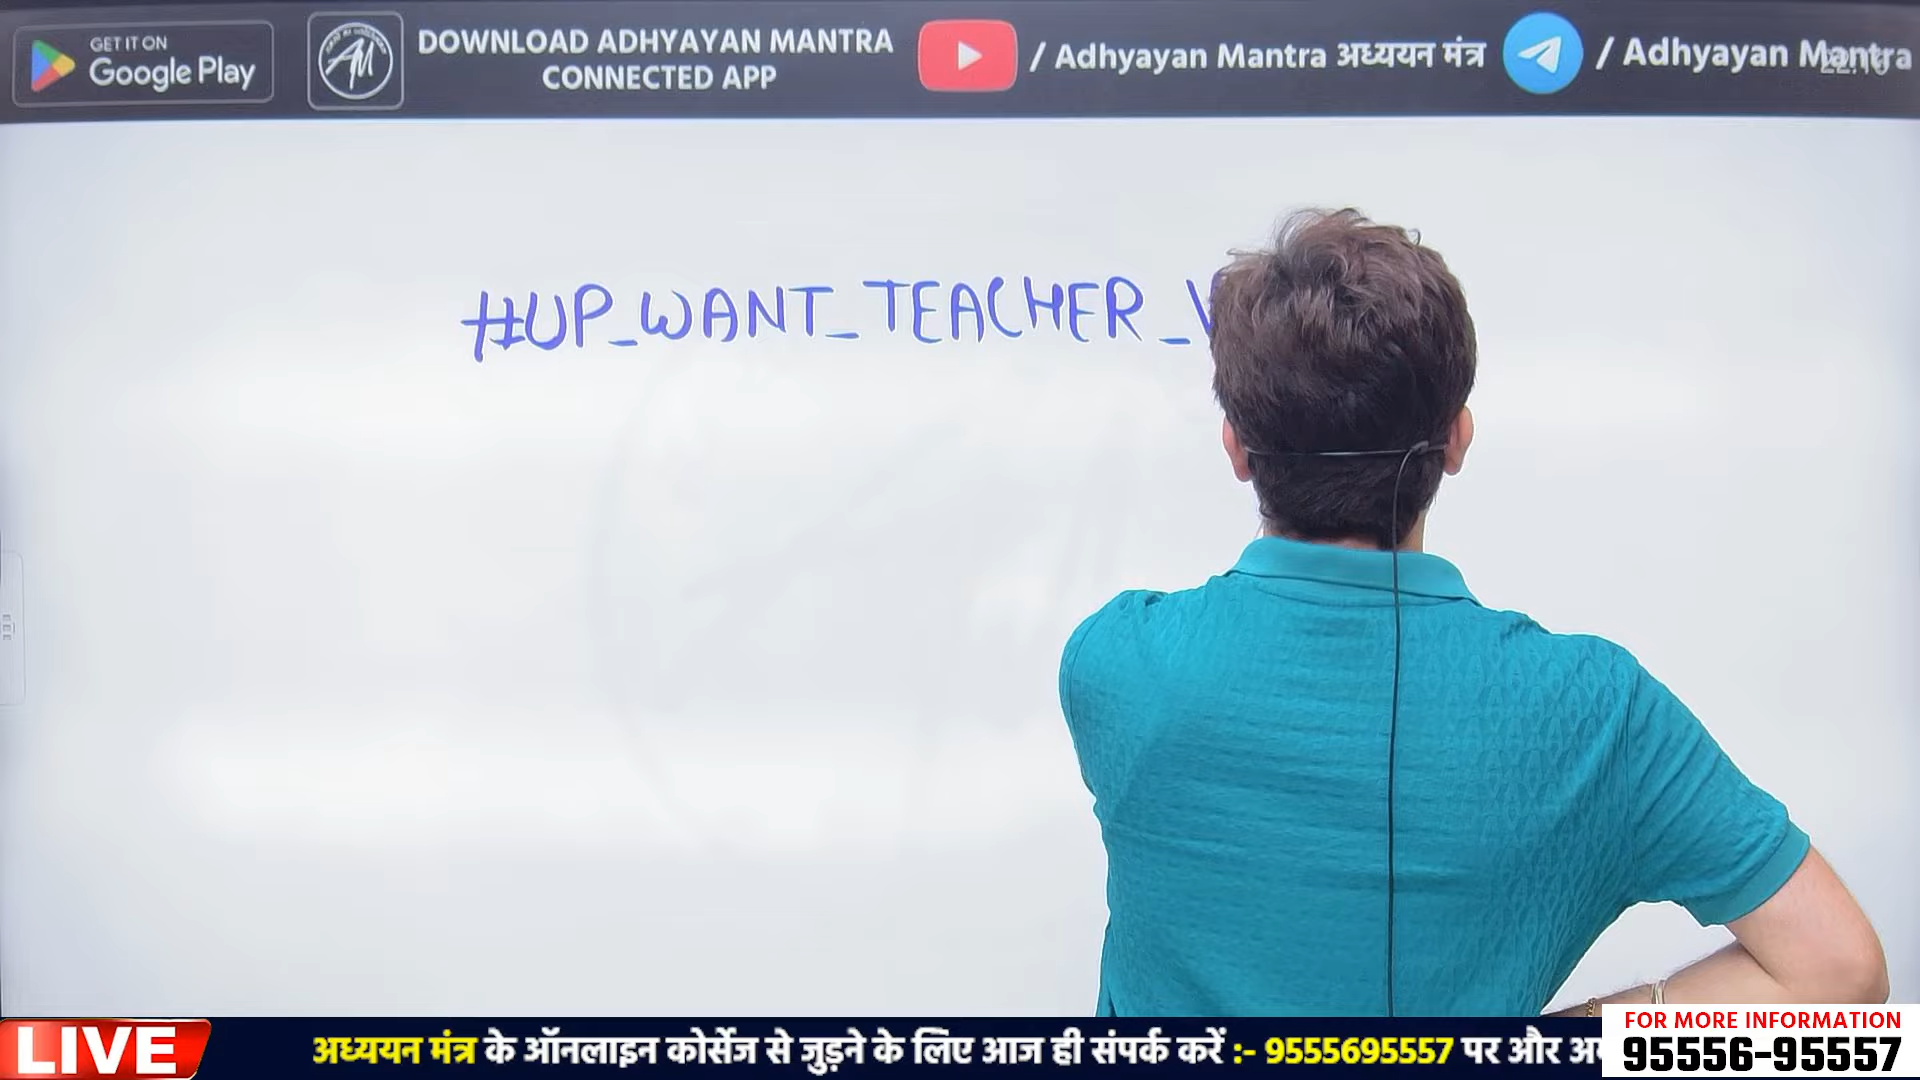 GET IT ON
Google Play
DOWNLOAD ADHYAYAN MANTRA
CONNECTED APP
/ Adhyayan Mantra अध्ययन मंत्र
/ Adhyayan Mantra
#UP_WANT_TEACHER_V
LIVE
अध्ययन मंत्र के ऑनलाइन कोर्सेज से जुड़ने के लिए आज ही संपर्क करें :- 9555695557 पर और
FOR MORE INFORMATION
95556-95557